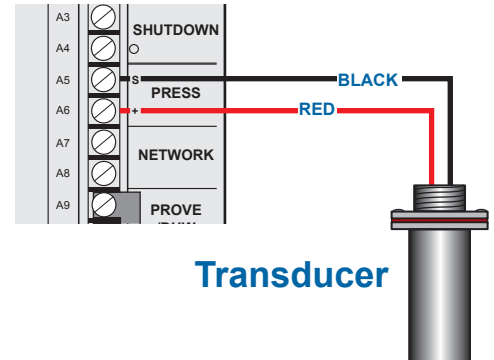 A3
SHUTDOWN
A4
A5 S BLACK
PRESS
A6 + RED
A7
NETWORK
A8
A9
PROVE
Transducer